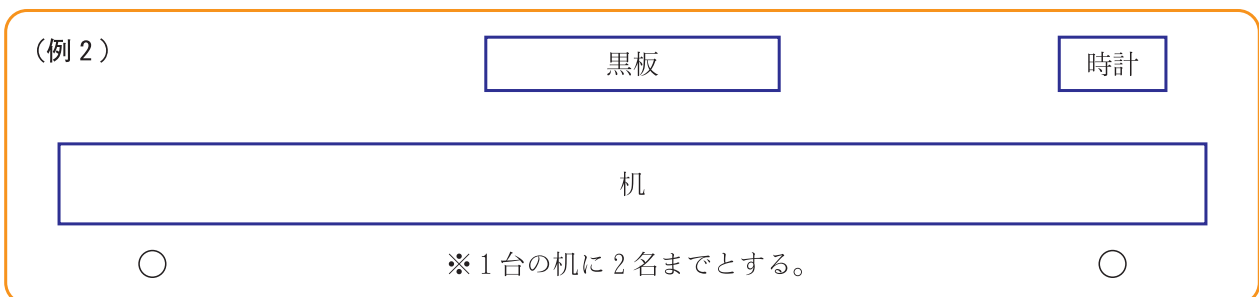 （例２）
黒板
時計
机
○ ※１台の机に２名までとする。 ○